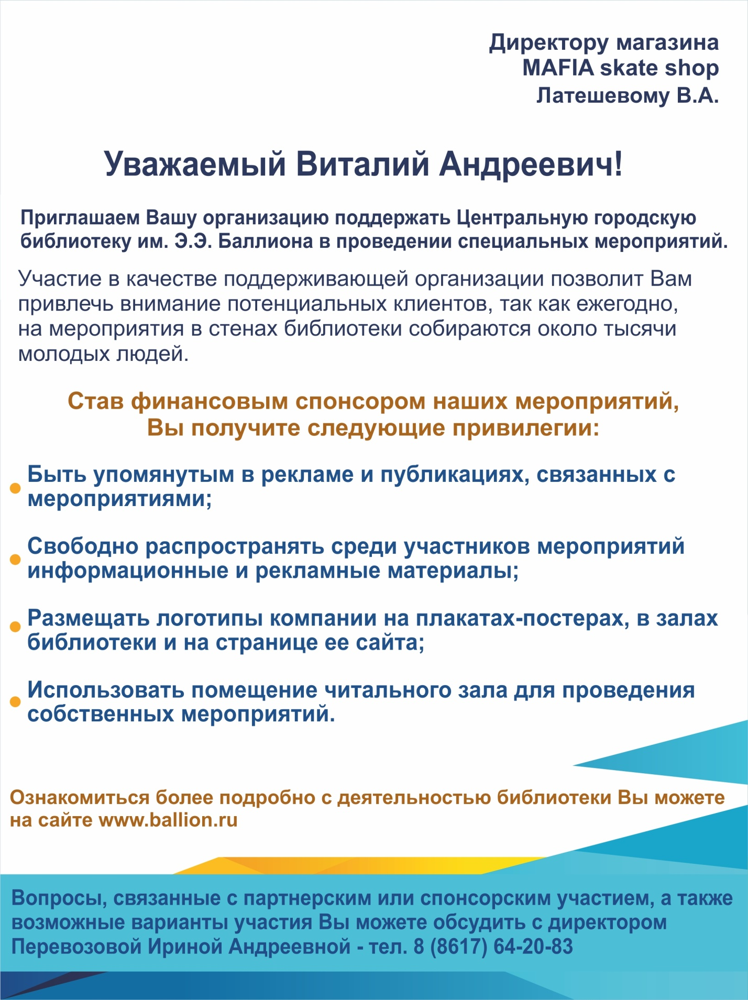 Директору магазина
MAFIA skate shop
Латешевому В.А.
Уважаемый Виталий Андреевич!
Приглашаем Вашу организацию поддержать Центральную городскую
библиотеку им. Э.Э. Баллиона в проведении специальных мероприятий.
Участие в качестве поддерживающей организации позволит Вам
привлечь внимание потенциальных клиентов, так как ежегодно,
на мероприятия в стенах библиотеки собираются около тысячи
молодых людей.
Став финансовым спонсором наших мероприятий,
Вы получите следующие привилегии:
Быть упомянутым в рекламе и публикациях, связанных с
мероприятиями;
Свободно распространять среди участников мероприятий
информационные и рекламные материалы;
Размещать логотипы компании на плакатах-постерах, в залах
библиотеки и на странице ее сайта;
Использовать помещение читального зала для проведения
собственных мероприятий.
Ознакомиться более подробно с деятельностью библиотеки Вы можете
на сайте www.ballion.ru
Вопросы, связанные с партнерским или спонсорским участием, а также
возможные варианты участия Вы можете обсудить с директором
Перевозовой Ириной Андреевной - тел. 8 (8617) 64-20-83